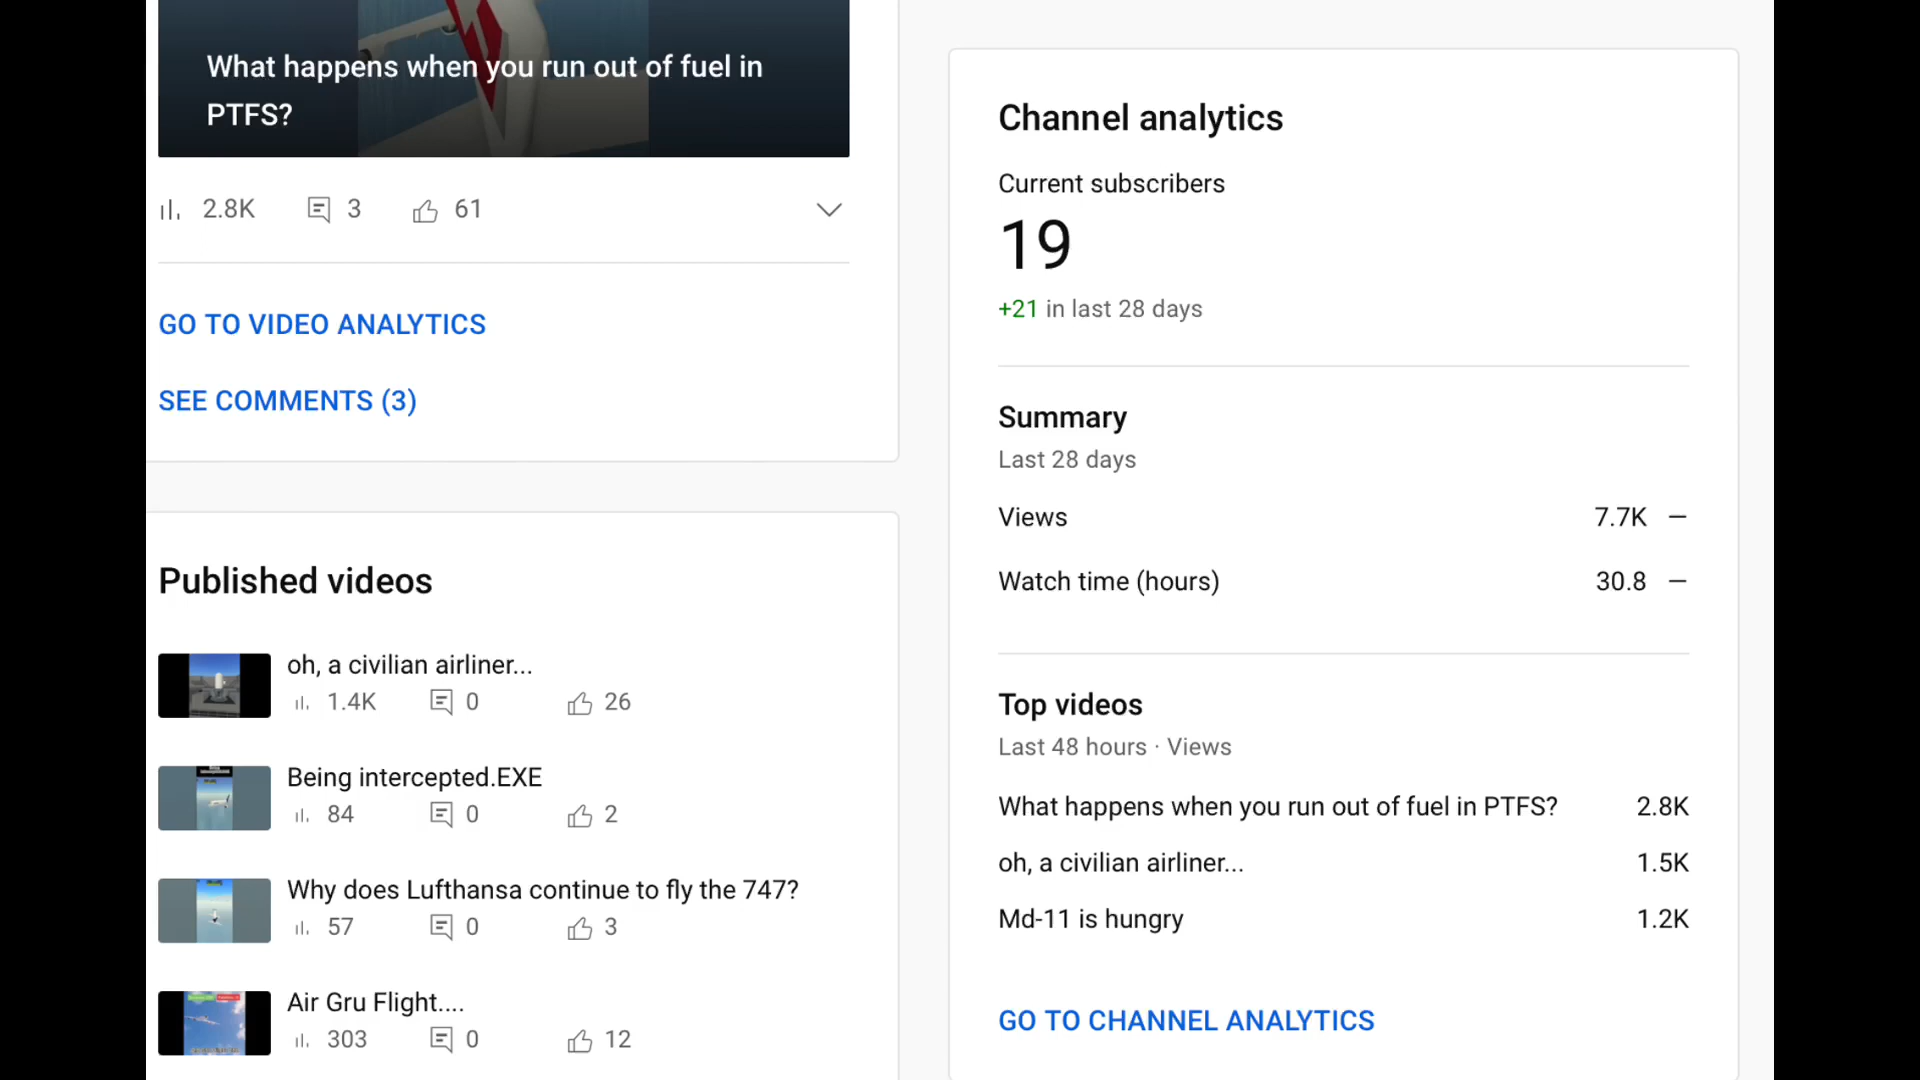 What happens when you run out of fuel in
PTFS?
2.8K 3 61
GO TO VIDEO ANALYTICS
SEE COMMENTS (3)
Published videos
oh, a civilian airliner...
1.4K 0 26
Being intercepted.EXE
84 0 2
Why does Lufthansa continue to fly the 747?
57 0 3
Air Gru Flight....
303 0 12
Channel analytics
Current subscribers
19
+21 in last 28 days
Summary
Last 28 days
Views 7.7K —
Watch time (hours) 30.8 —
Top videos
Last 48 hours · Views
What happens when you run out of fuel in PTFS? 2.8K
oh, a civilian airliner... 1.5K
Md-11 is hungry 1.2K
GO TO CHANNEL ANALYTICS